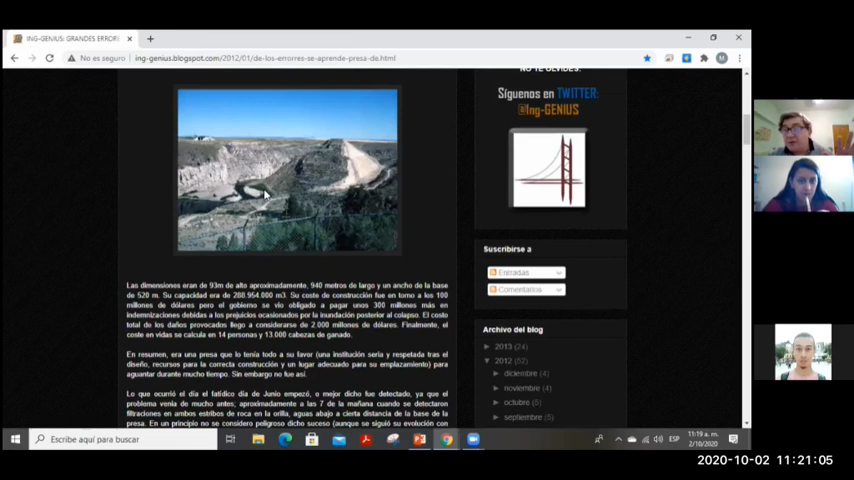 ING-GENIUS: GRANDES ERRORE
No es seguro
ing-genius.blogspot.com/2012/01/de-los-errorres-se-aprende-presa-de.html
NO TE OLVIDES:
Síguenos en TWITTER:
@Ing-GENIUS
Suscribirse a
Entradas
Comentarios
Archivo del blog
► 2013 (24)
▼ 2012 (52)
► diciembre (4)
► noviembre (4)
► octubre (5)
► septiembre (5)
Las dimensiones eran de 93m de alto aproximadamente, 940 metros de largo y un ancho de la base
de 520 m. Su capacidad era de 288.954.000 m3. Su coste de construcción fue en torno a los 100
millones de dólares pero el gobierno se vio obligado a pagar unos 300 millones más en
indemnizaciones debidas a los prejuicios ocasionados por la inundación posterior al colapso. El costo
total de los daños provocados llego a considerarse de 2.000 millones de dólares. Finalmente, el
coste en vidas se calcula en 14 personas y 13.000 cabezas de ganado.
En resumen, era una presa que lo tenía todo a su favor (una institución seria y respetada tras el
diseño, recursos para la correcta construcción y un lugar adecuado para su emplazamiento) para
aguantar durante mucho tiempo. Sin embargo no fue así.
Lo que ocurrió el día el fatídico día de Junio empezó, o mejor dicho fue detectado, ya que el
problema venía de mucho antes; aproximadamente a las 7 de la mañana cuando se detectaron
filtraciones en ambos estribos de roca en la orilla, aguas abajo a cierta distancia de la base de la
presa. En un principio no se consideró peligroso dicho suceso (aunque se siguió su evolución con
Escribe aquí para buscar
ESP
11:19 a. m.
2/10/2020
2020-10-02 11:21:05